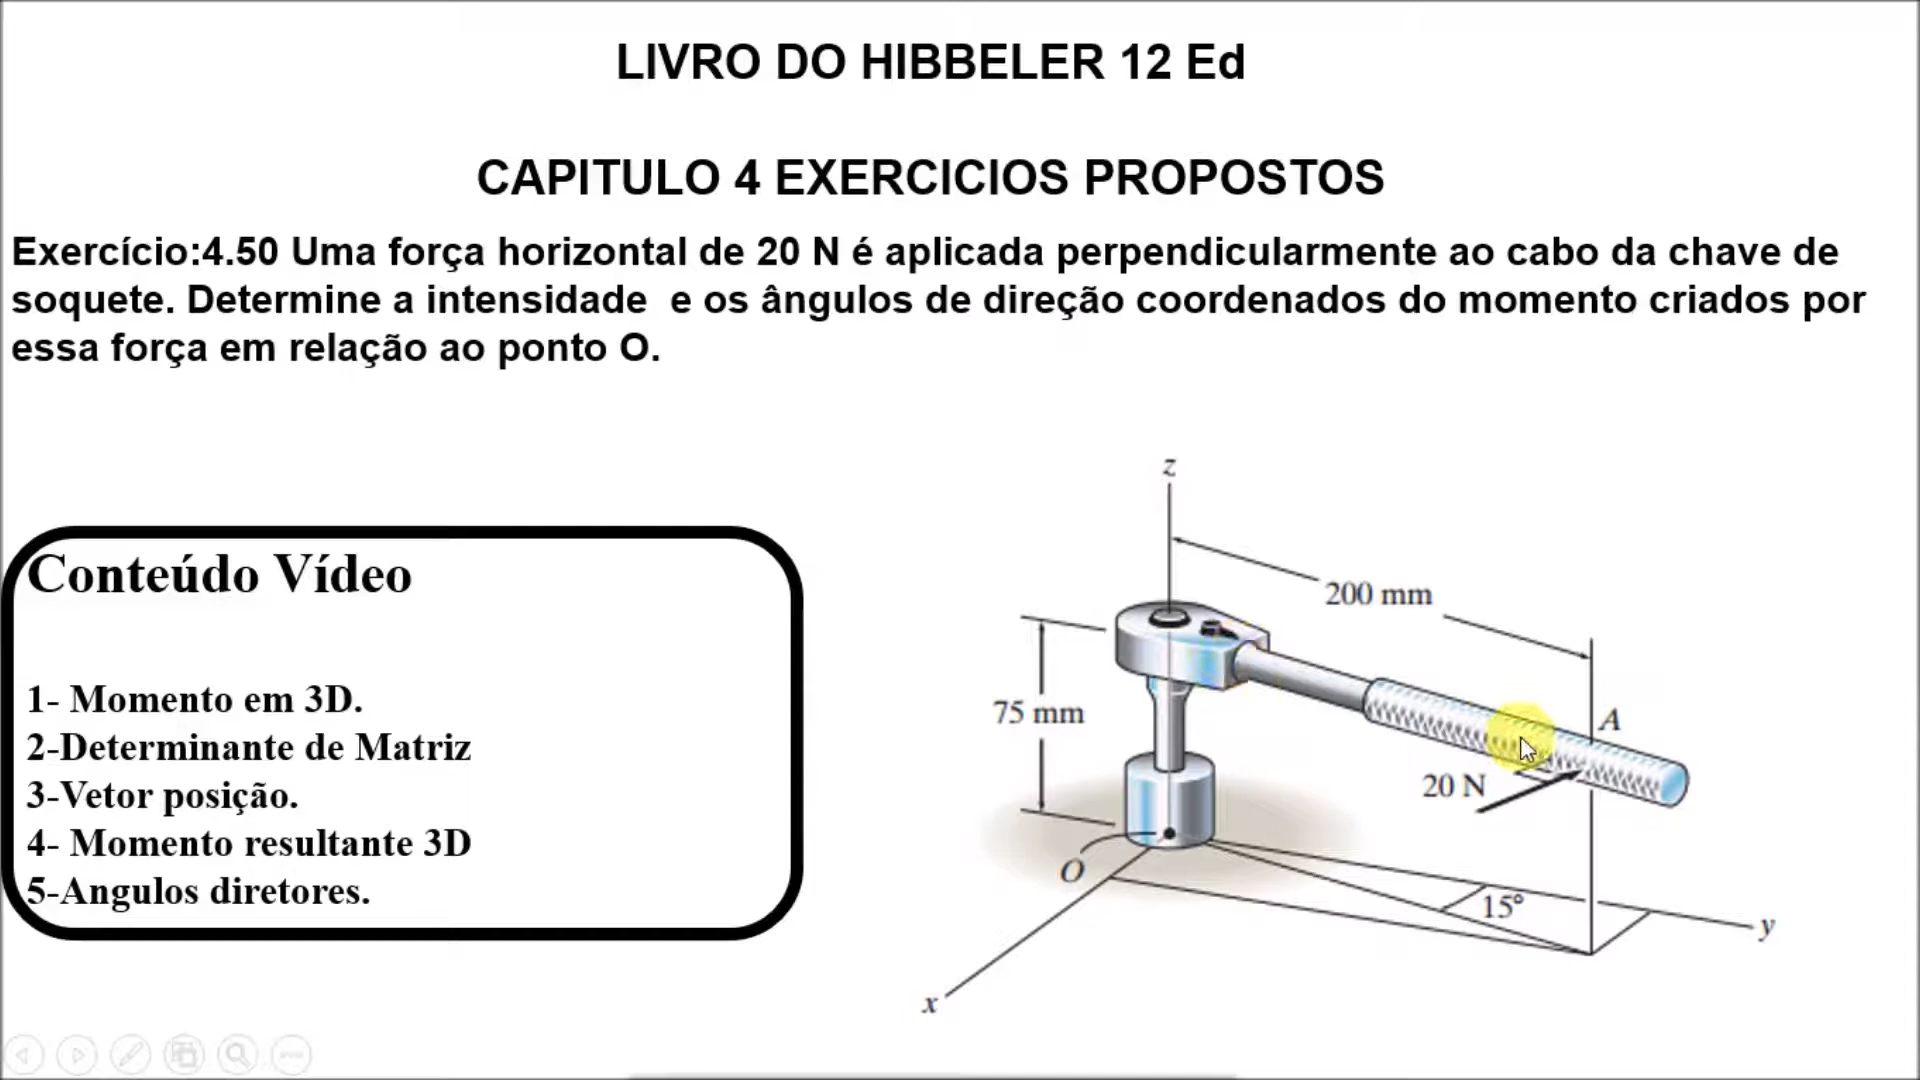 LIVRO DO HIBBELER 12 Ed
CAPITULO 4 EXERCICIOS PROPOSTOS
Exercício:4.50 Uma força horizontal de 20 N é aplicada perpendicularmente ao cabo da chave de
soquete. Determine a intensidade  e os ângulos de direção coordenados do momento criados por
essa força em relação ao ponto O.
Conteúdo Vídeo
1- Momento em 3D.
2-Determinante de Matriz
3-Vetor posição.
4- Momento resultante 3D
5-Angulos diretores.
z
200 mm
75 mm
A
20 N
O
15°
y
x